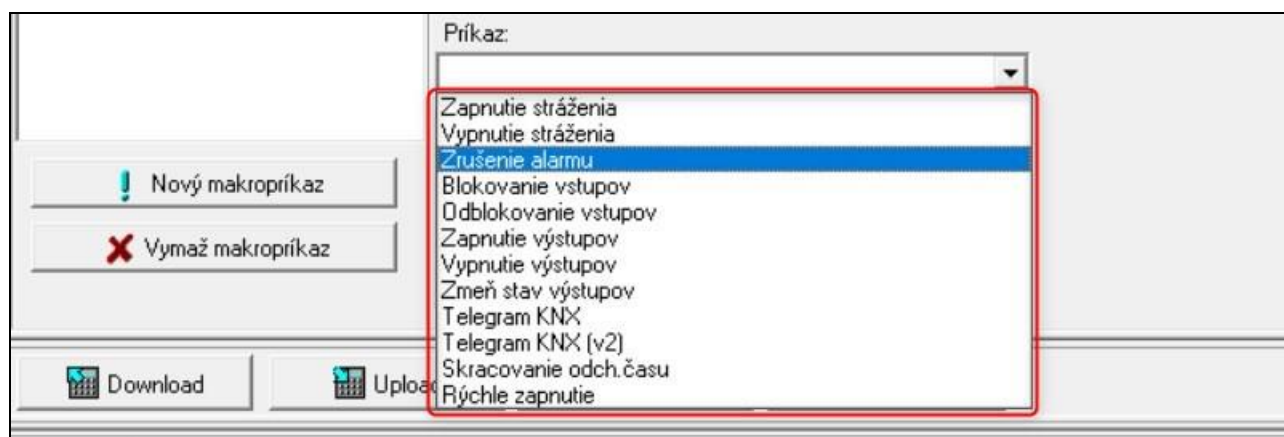 Príkaz:
Zapnutie stráženia
Vypnutie stráženia
Zrušenie alarmu
Blokovanie vstupov
Odblokovanie vstupov
Zapnutie výstupov
Vypnutie výstupov
Zmeň stav výstupov
Telegram KNX
Telegram KNX (v2)
Skracovanie odch.času
Rýchle zapnutie
Nový makropríkaz
Vymaž makropríkaz
Download
Uploa